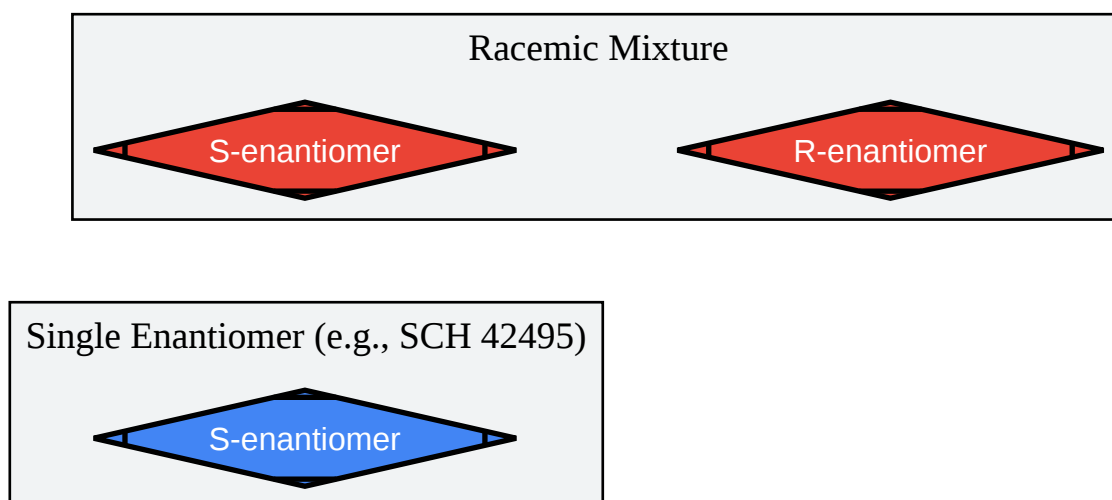 Racemic Mixture
S-enantiomer
R-enantiomer
Single Enantiomer (e.g., SCH 42495)
S-enantiomer